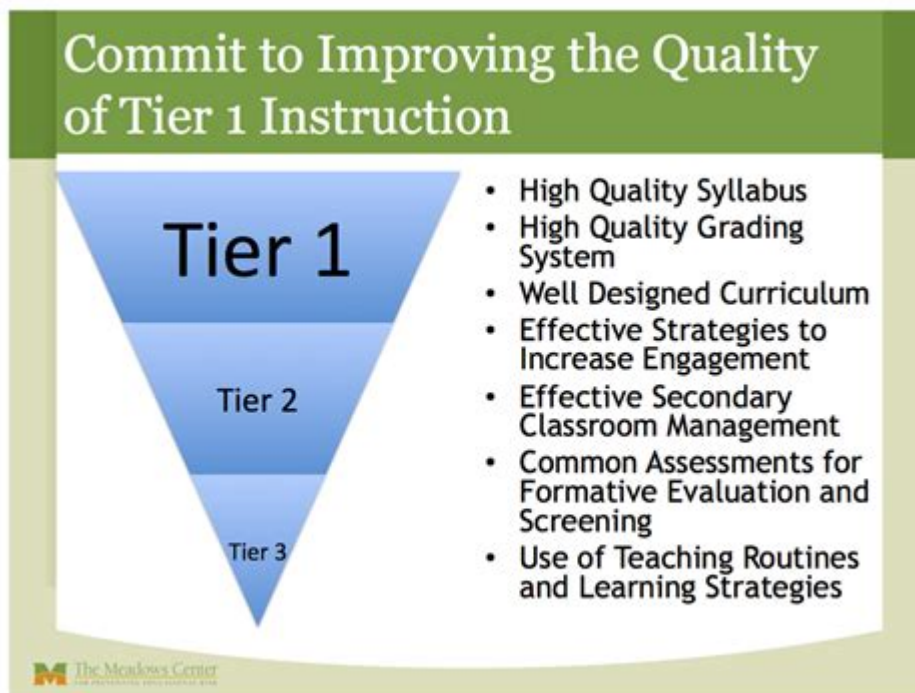 Commit to Improving the Quality
of Tier 1 Instruction
Tier 1
Tier 2
Tier 3
• High Quality Syllabus
• High Quality Grading
System
• Well Designed Curriculum
• Effective Strategies to
Increase Engagement
• Effective Secondary
Classroom Management
• Common Assessments for
Formative Evaluation and
Screening
• Use of Teaching Routines
and Learning Strategies
M The Meadows Center